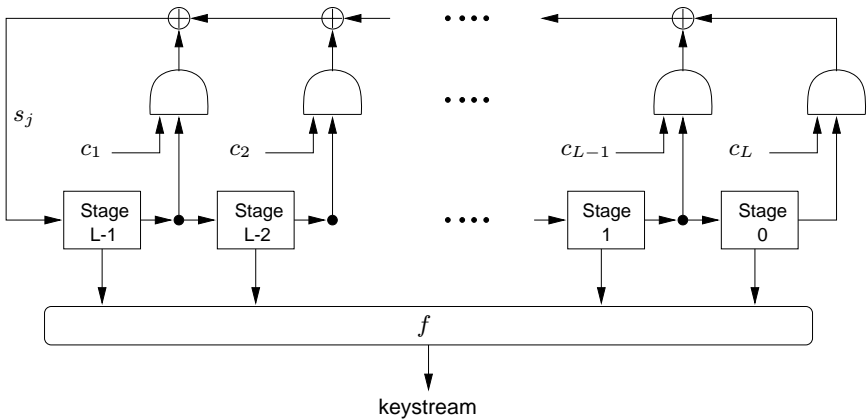 s_j
c_1
c_2
c_{L-1}
c_L
Stage
L-1
Stage
L-2
Stage
1
Stage
0
f
keystream